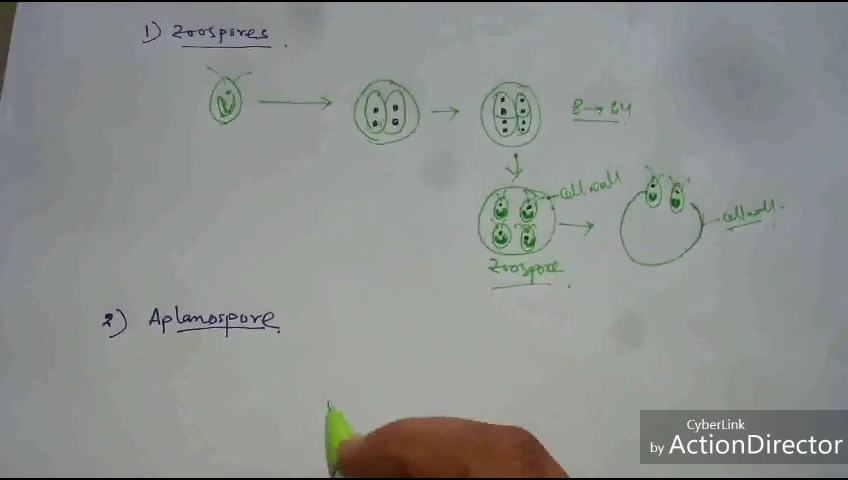 1) Zoospores.
8 → 64
cell wall
cell wall.
Zoospore.
2) Aplanospore.
CyberLink
by ActionDirector